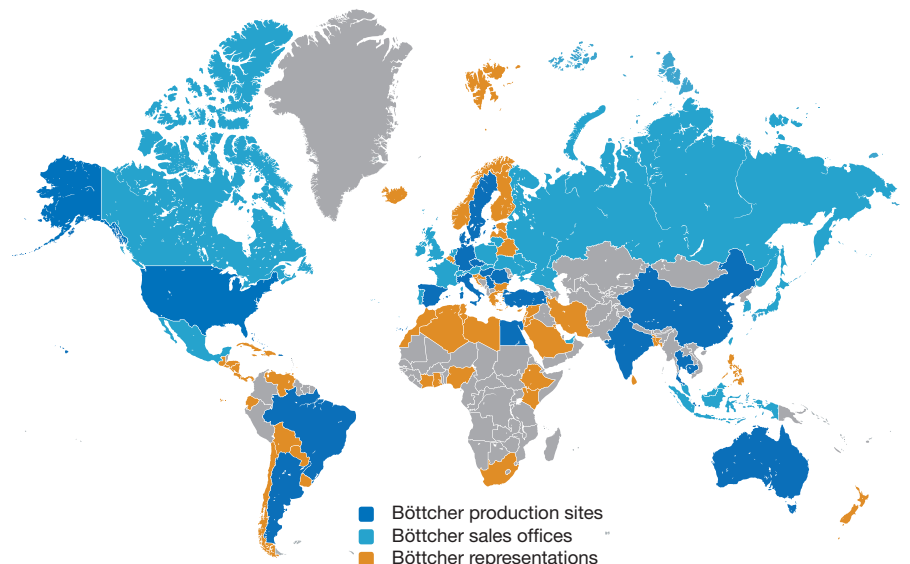 Böttcher production sites
Böttcher sales offices
Böttcher representations